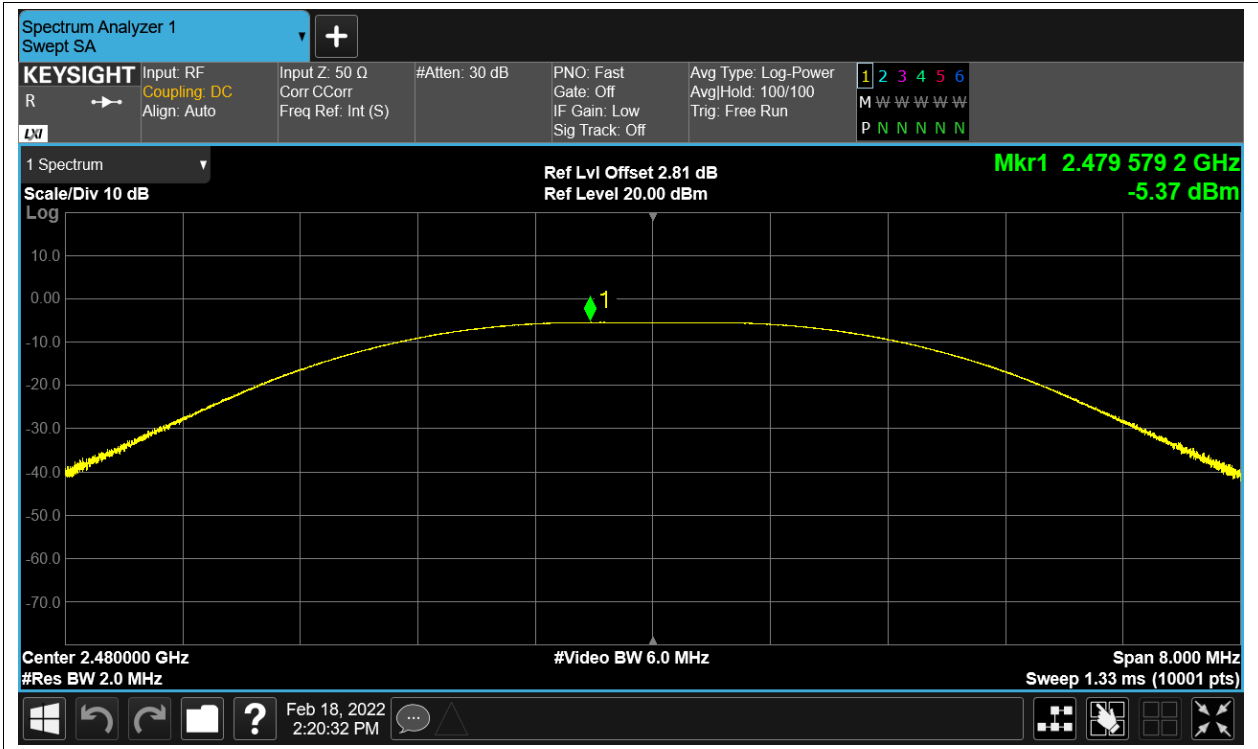 Spectrum Analyzer 1
Swept SA
KEYSIGHT
R
LXI
Input: RF
Coupling: DC
Align: Auto
Input Z: 50 Ω
Corr CCorr
Freq Ref: Int (S)
#Atten: 30 dB
PNO: Fast
Gate: Off
IF Gain: Low
Sig Track: Off
Avg Type: Log-Power
Avg|Hold: 100/100
Trig: Free Run
1 2 3 4 5 6
M W W W W W W
P N N N N N
1 Spectrum
Scale/Div 10 dB
Log
Ref Lvl Offset 2.81 dB
Ref Level 20.00 dBm
Mkr1 2.479 579 2 GHz
-5.37 dBm
10.0
0.00
-10.0
-20.0
-30.0
-40.0
-50.0
-60.0
-70.0
1
Center 2.480000 GHz
#Res BW 2.0 MHz
#Video BW 6.0 MHz
Span 8.000 MHz
Sweep 1.33 ms (10001 pts)
?
Feb 18, 2022
2:20:32 PM